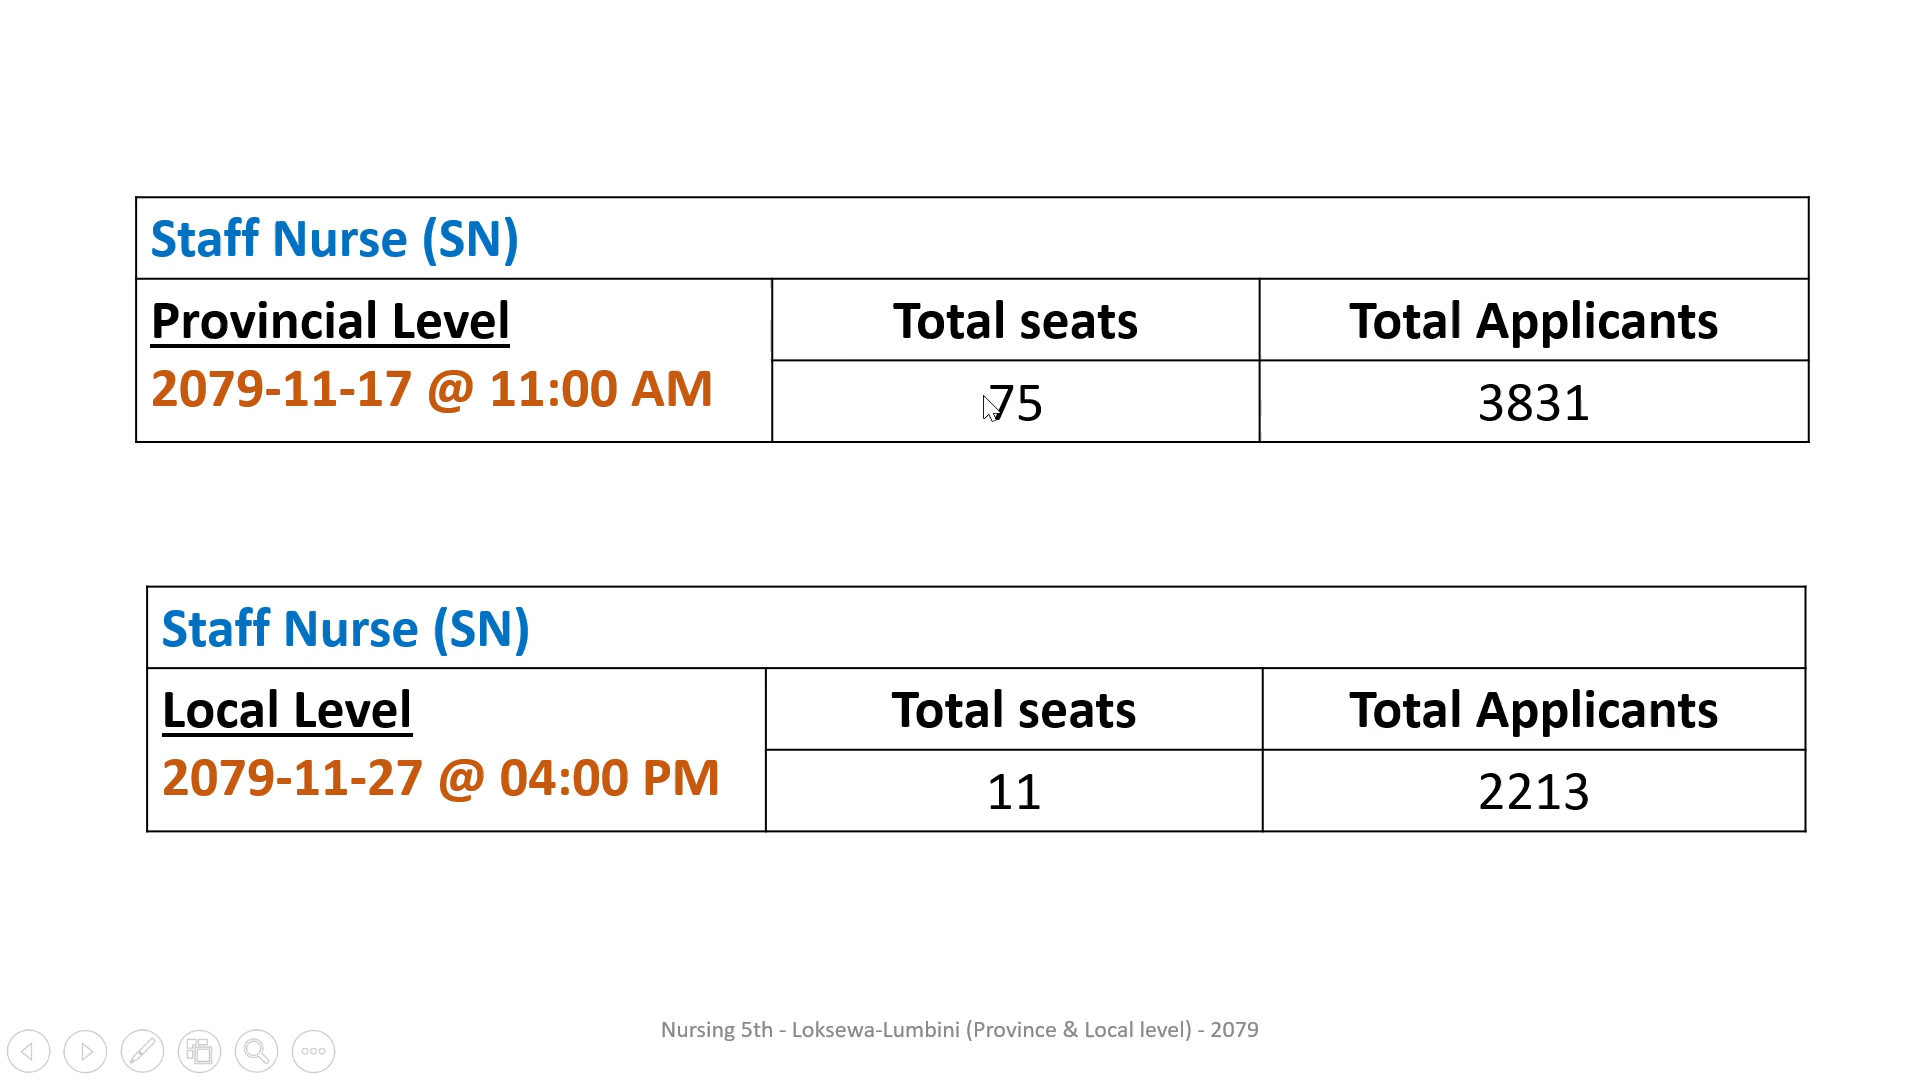 Staff Nurse (SN)
Provincial Level
2079-11-17 @ 11:00 AM
Total seats
Total Applicants
75
3831
Staff Nurse (SN)
Local Level
2079-11-27 @ 04:00 PM
Total seats
Total Applicants
11
2213
Nursing 5th - Loksewa-Lumbini (Province & Local level) - 2079